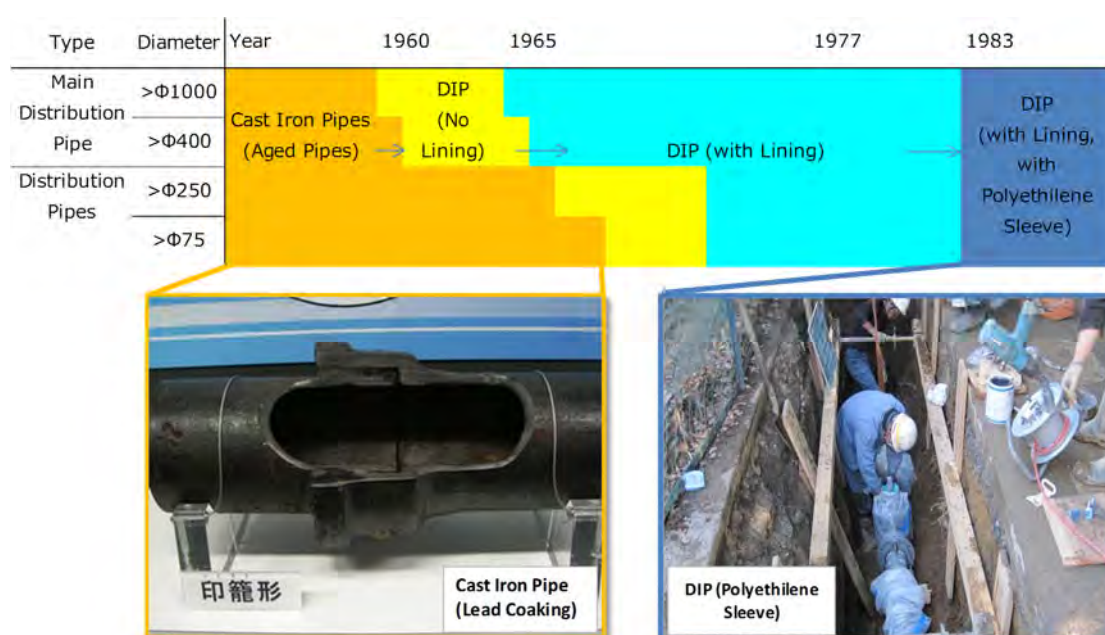 Type Diameter Year 1960 1965 1977 1983
Main
Distribution
Pipe
>Φ1000
>Φ400
Distribution
Pipes
>Φ250
>Φ75
Cast Iron Pipes
(Aged Pipes)
DIP
(No
Lining)
DIP (with Lining)
DIP
(with Lining,
with
Polyethilene
Sleeve)
印籠形
Cast Iron Pipe
(Lead Coaking)
DIP (Polyethilene
Sleeve)